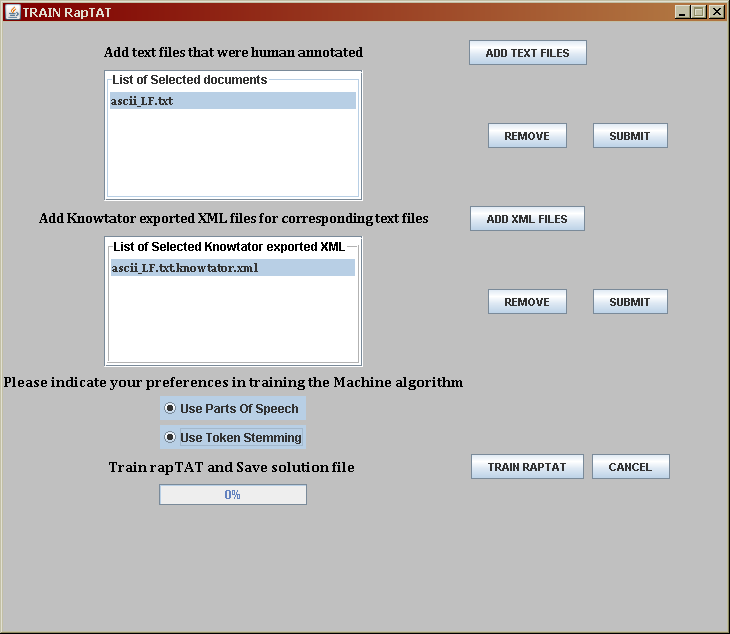 TRAIN RapTAT
Add text files that were human annotated
ADD TEXT FILES
List of Selected documents
ascii_LF.txt
REMOVE
SUBMIT
Add Knowtator exported XML files for corresponding text files
ADD XML FILES
List of Selected Knowtator exported XML
ascii_LF.txt.knowtator.xml
REMOVE
SUBMIT
Please indicate your preferences in training the Machine algorithm
Use Parts Of Speech
Use Token Stemming
Train rapTAT and Save solution file
TRAIN RAPTAT
CANCEL
0%